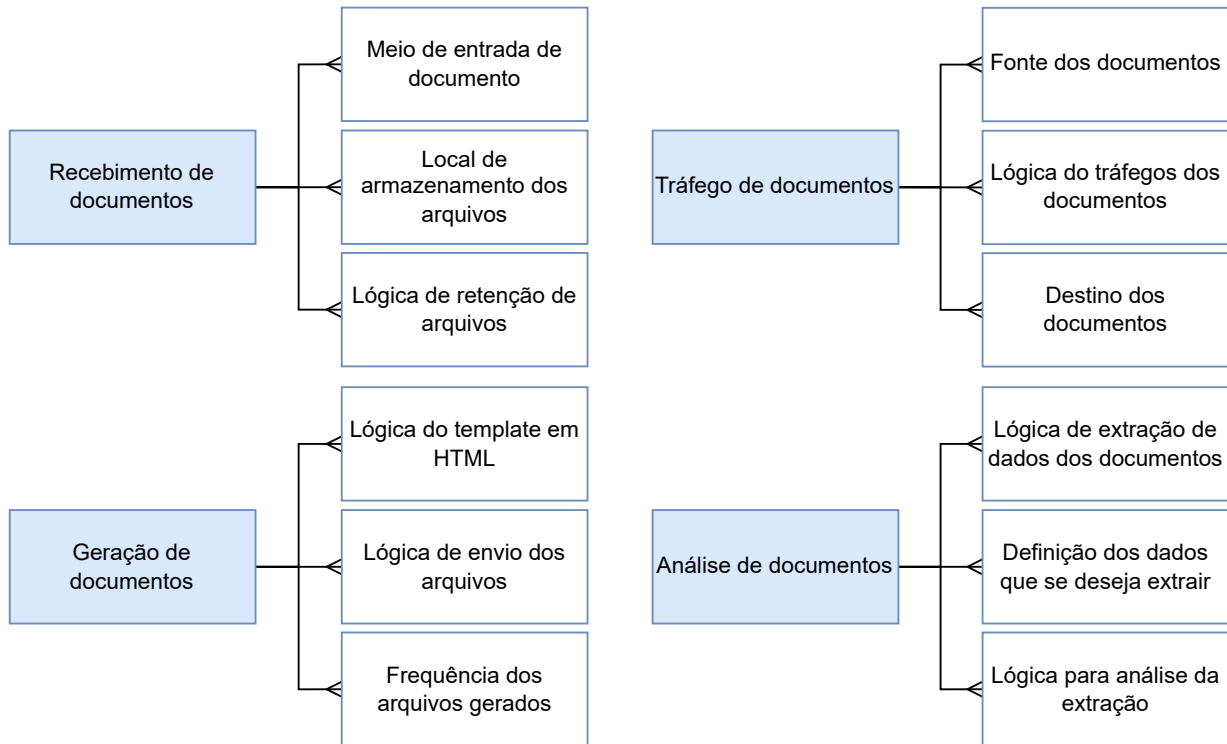 Recebimento de
documentos
Meio de entrada de
documento
Local de
armazenamento dos
arquivos
Lógica de retenção de
arquivos
Tráfego de documentos
Fonte dos documentos
Lógica do tráfegos dos
documentos
Destino dos
documentos
Geração de
documentos
Lógica do template em
HTML
Lógica de envio dos
arquivos
Frequência dos
arquivos gerados
Análise de documentos
Lógica de extração de
dados dos documentos
Definição dos dados
que se deseja extrair
Lógica para análise da
extração